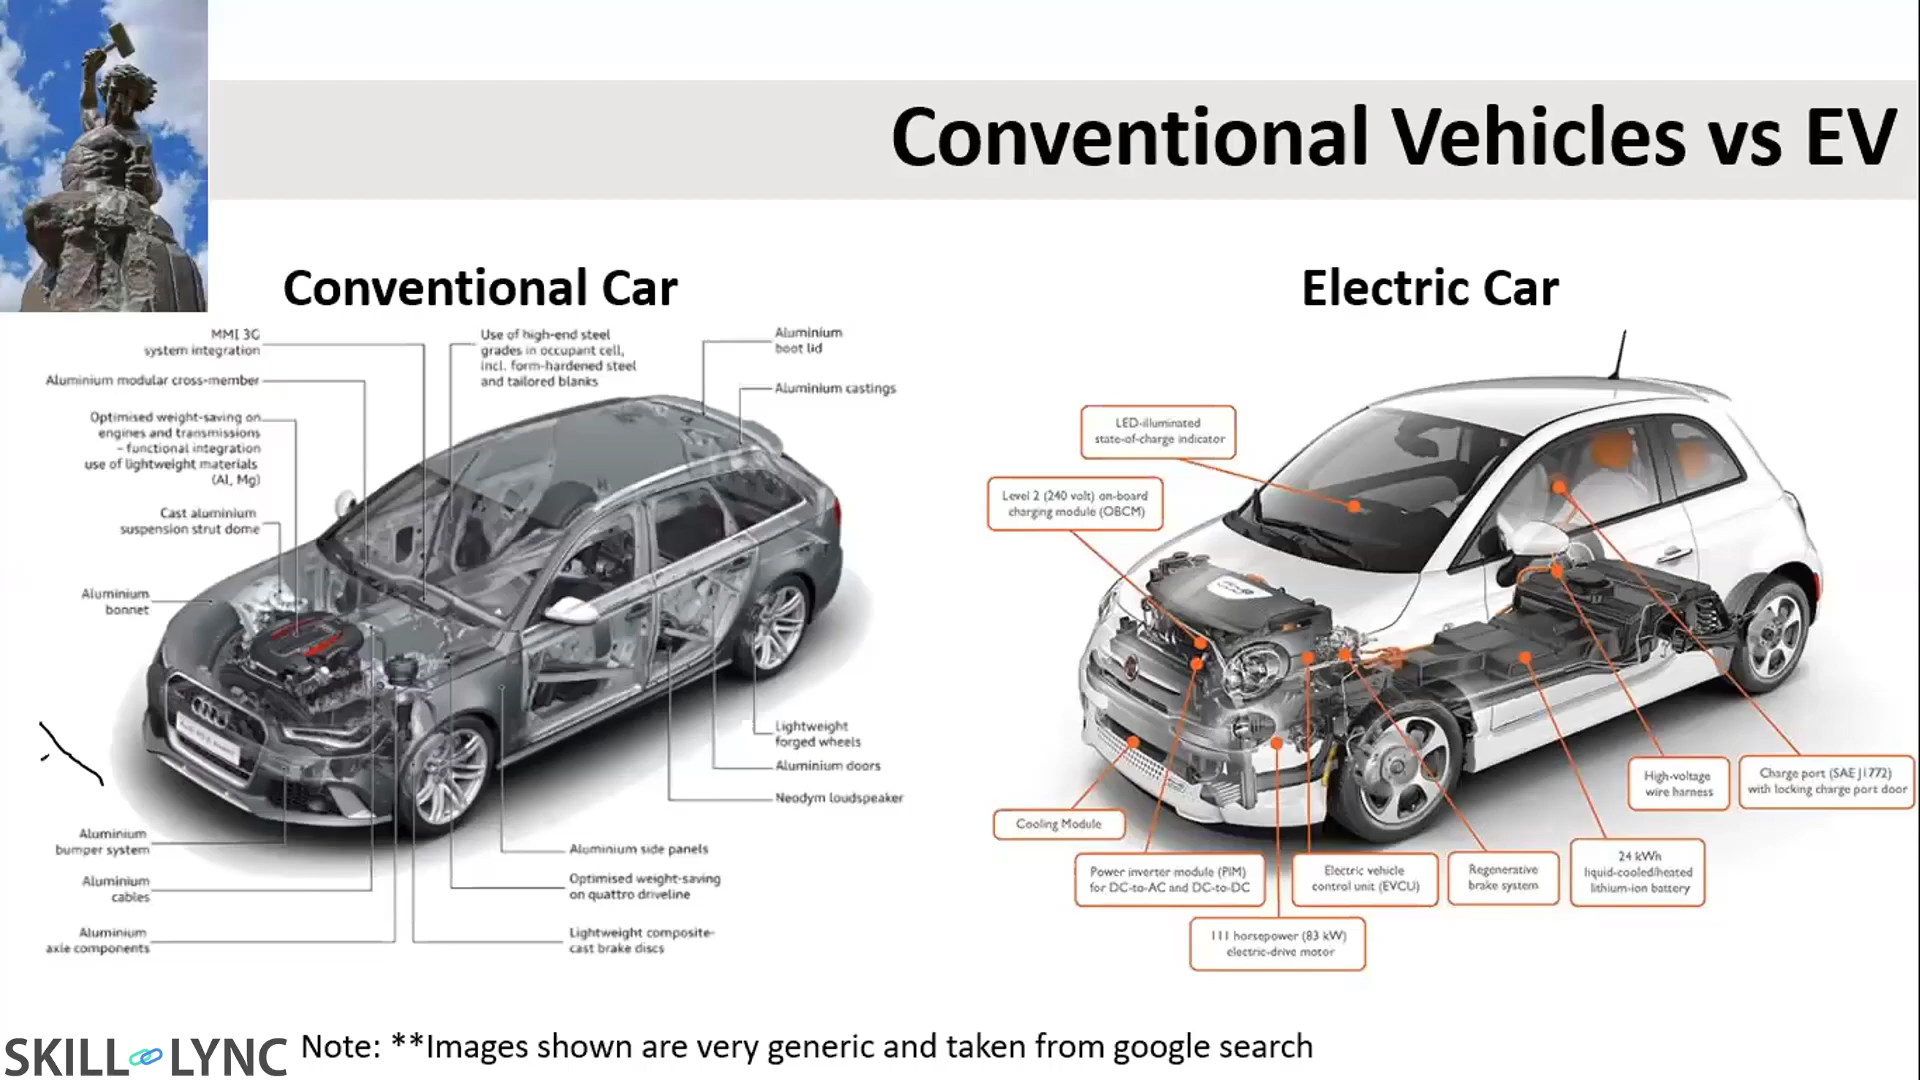 Conventional Vehicles vs EV
Conventional Car
Electric Car
MMI 3G
system integration
Aluminium modular cross-member
Optimised weight-saving on
engines and transmissions
– functional integration
use of lightweight materials
(Al, Mg)
Cast aluminium
suspension strut dome
Aluminium
bonnet
Aluminium
bumper system
Aluminium
cables
Aluminium
axle components
Use of high-end steel
grades in occupant cell,
incl. form-hardened steel
and tailored blanks
Aluminium
boot lid
Aluminium castings
Lightweight
forged wheels
Aluminium doors
Neodym loudspeaker
Aluminium side panels
Optimised weight-saving
on quattro driveline
Lightweight composite-
cast brake discs
LED-illuminated
state-of-charge indicator
Level 2 (240 volt) on-board
charging module (OBCM)
Cooling Module
Power inverter module (PIM)
for DC-to-AC and DC-to-DC
111 horsepower (83 kW)
electric-drive motor
Electric vehicle
control unit (EVCU)
Regenerative
brake system
24 kWh
liquid-cooled/heated
lithium-ion battery
High-voltage
wire harness
Charge port (SAE J1772)
with locking charge port door
SKILL LYNC
Note: **Images shown are very generic and taken from google search